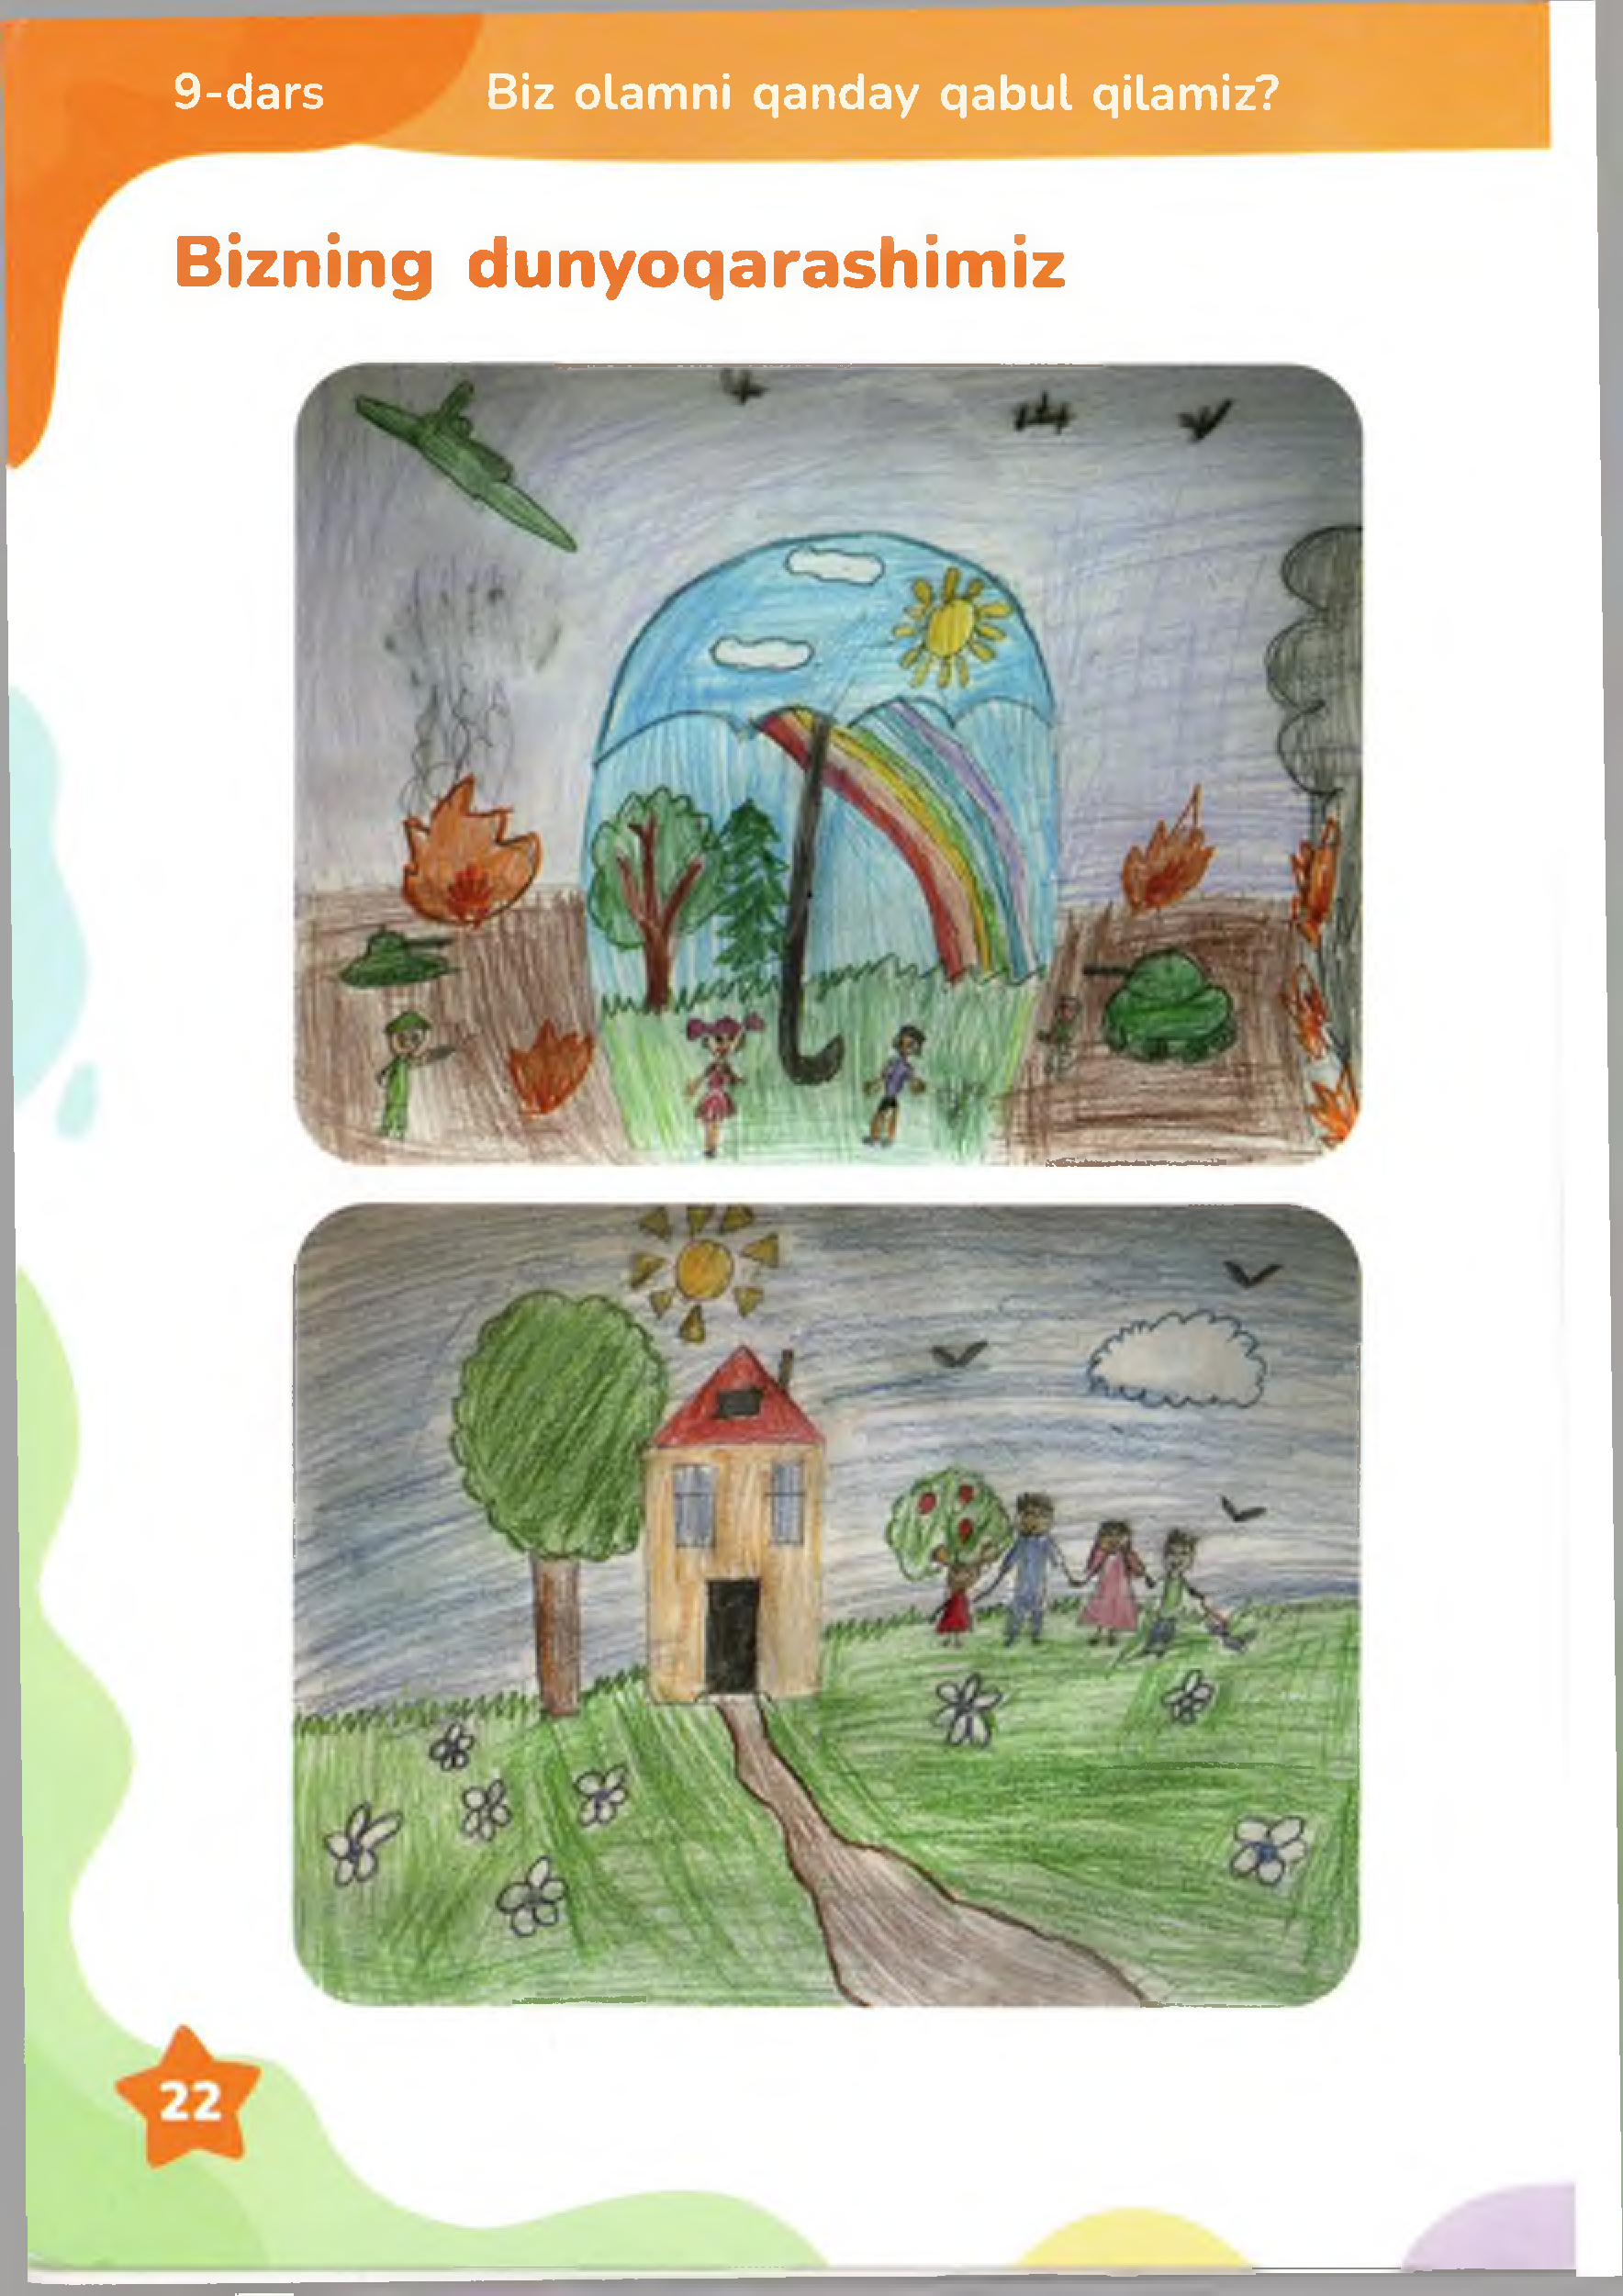 9-dars
Biz olamni qanday qabul qilamiz?
Bizning dunyoqarashimiz
22